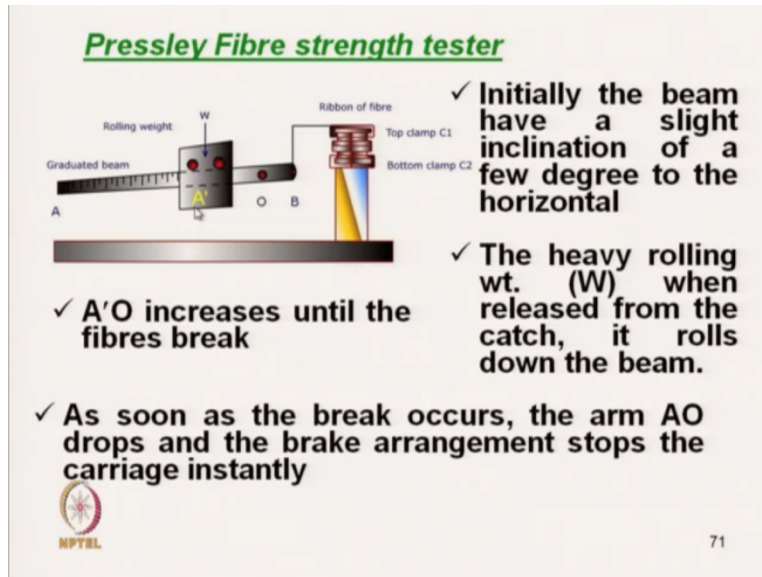 Pressley Fibre strength tester
Ribbon of fibre
W
Rolling weight
Top clamp C1
Graduated beam
Bottom clamp C2
A'
A
O
B
✓ Initially the beam
have a slight
inclination of a
few degree to the
horizontal
✓ The heavy rolling
wt. (W) when
released from the
catch, it rolls
down the beam.
✓ A'O increases until the
fibres break
✓ As soon as the break occurs, the arm AO
drops and the brake arrangement stops the
carriage instantly
NPTEL
71